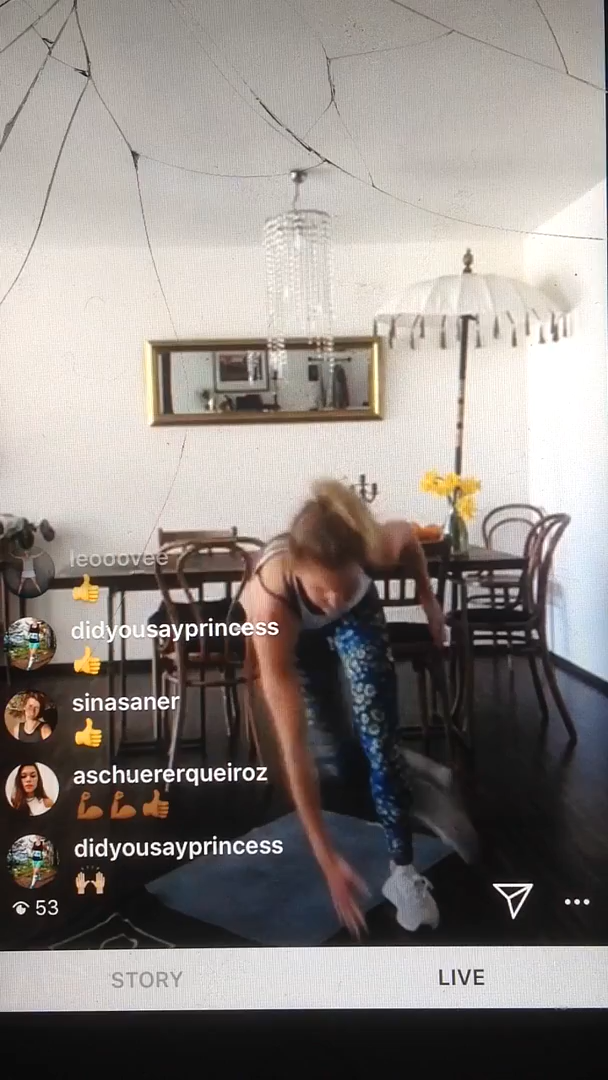 leooovee
👍
didyousayprincess
👍
sinasaner
👍
aschuererqueiroz
💪🏾💪🏾👍🏾
didyousayprincess
🙌🏼
53
STORY
LIVE